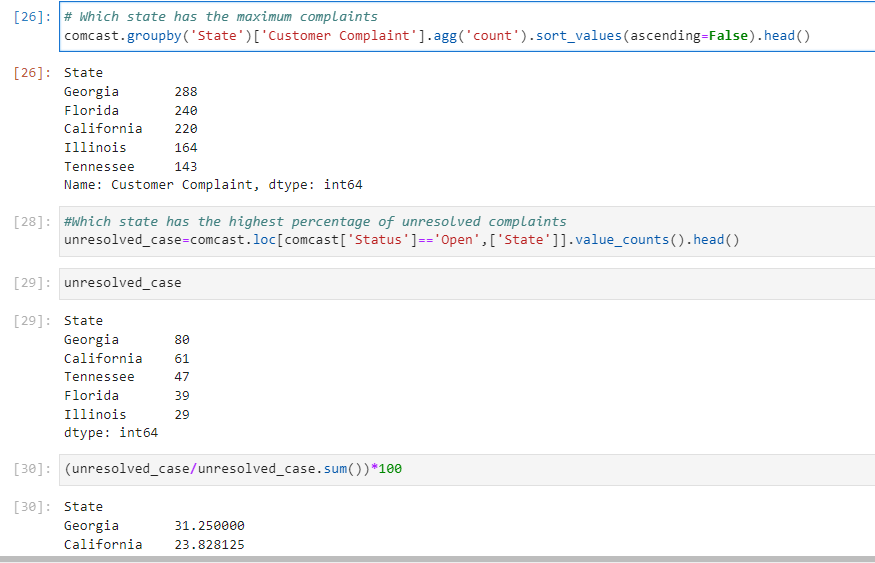 [26]: # Which state has the maximum complaints
comcast.groupby('State')['Customer Complaint'].agg('count').sort_values(ascending=False).head()
[26]: State
Georgia 288
Florida 240
California 220
Illinois 164
Tennessee 143
Name: Customer Complaint, dtype: int64
[28]: #Which state has the highest percentage of unresolved complaints
unresolved_case=comcast.loc[comcast['Status']=='Open',['State']].value_counts().head()
[29]: unresolved_case
[29]: State
Georgia 80
California 61
Tennessee 47
Florida 39
Illinois 29
dtype: int64
[30]: (unresolved_case/unresolved_case.sum())*100
[30]: State
Georgia 31.250000
California 23.828125